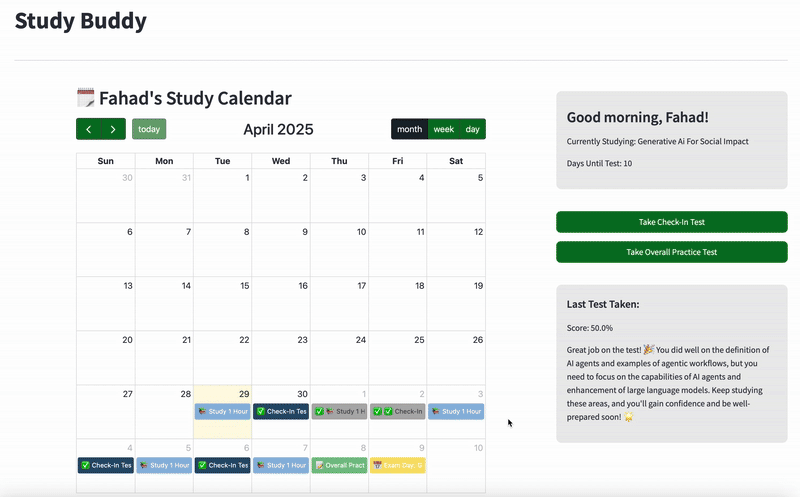 Study Buddy
Fahad's Study Calendar
today
April 2025
month week day
Sun Mon Tue Wed Thu Fri Sat
30 31 1 2 3 4 5
6 7 8 9 10 11 12
13 14 15 16 17 18 19
20 21 22 23 24 25 26
27 28 29 30 1 2 3
Study 1 Hour Check-In Tes Study 1 H Check-In Study 1 Hour
4 5 6 7 8 9 10
Check-In Tes Study 1 Hour Check-In Tes Study 1 Hour Overall Pract Exam Day:
Good morning, Fahad!
Currently Studying: Generative Ai For Social Impact
Days Until Test: 10
Take Check-In Test
Take Overall Practice Test
Last Test Taken:
Score: 50.0%
Great job on the test! 🎉 You did well on the definition of
AI agents and examples of agentic workflows, but you
need to focus on the capabilities of AI agents and
enhancement of large language models. Keep studying
these areas, and you'll gain confidence and be well-
prepared soon! 🌟